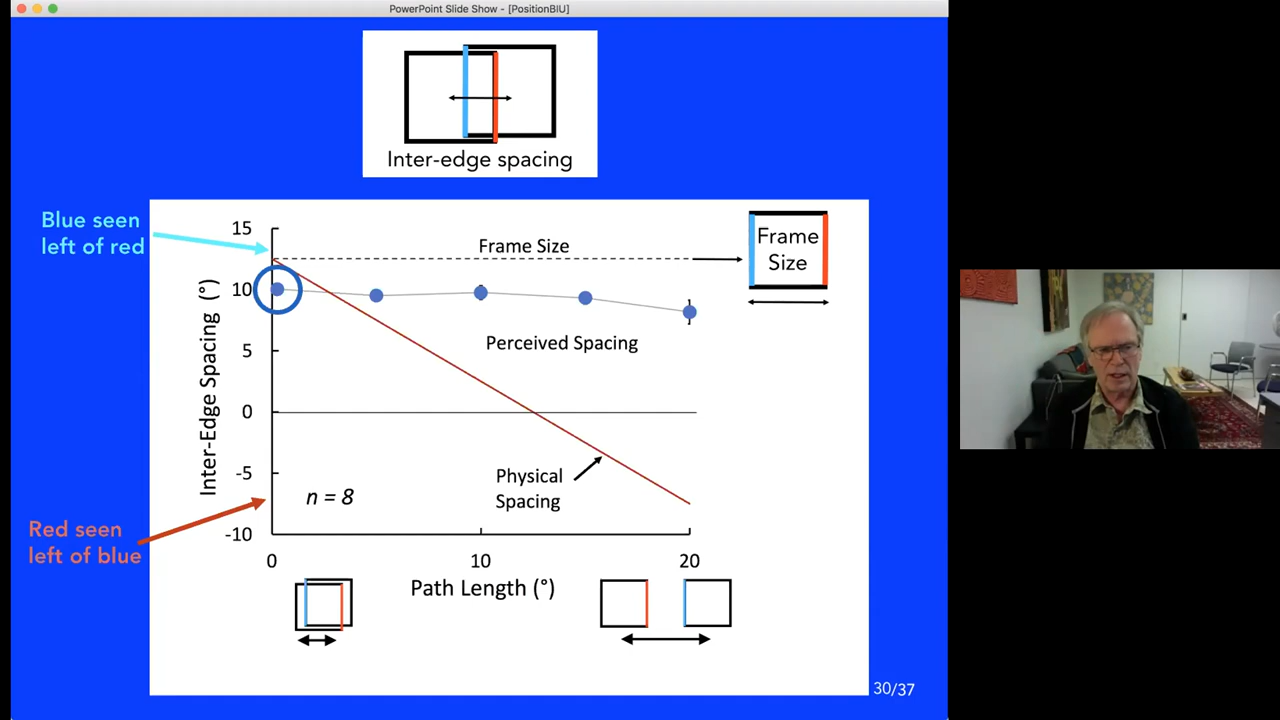 PowerPoint Slide Show - [PositionBIU]
Inter-edge spacing
Blue seen
left of red
Frame Size
Frame
Size
15
10
5
0
-5
-10
Inter-Edge Spacing (°)
Perceived Spacing
Physical
Spacing
n = 8
Red seen
left of blue
0
10
20
Path Length (°)
30/37